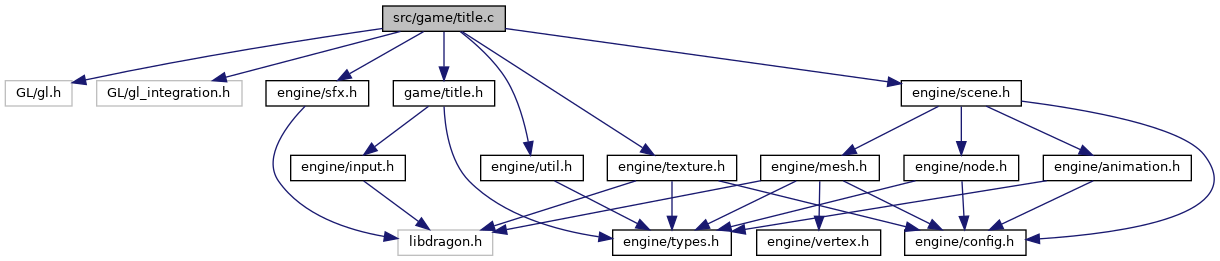 src/game/title.c
GL/gl.h
GL/gl_integration.h
engine/sfx.h
game/title.h
engine/scene.h
engine/input.h
engine/util.h
engine/texture.h
engine/mesh.h
engine/node.h
engine/animation.h
libdragon.h
engine/types.h
engine/vertex.h
engine/config.h